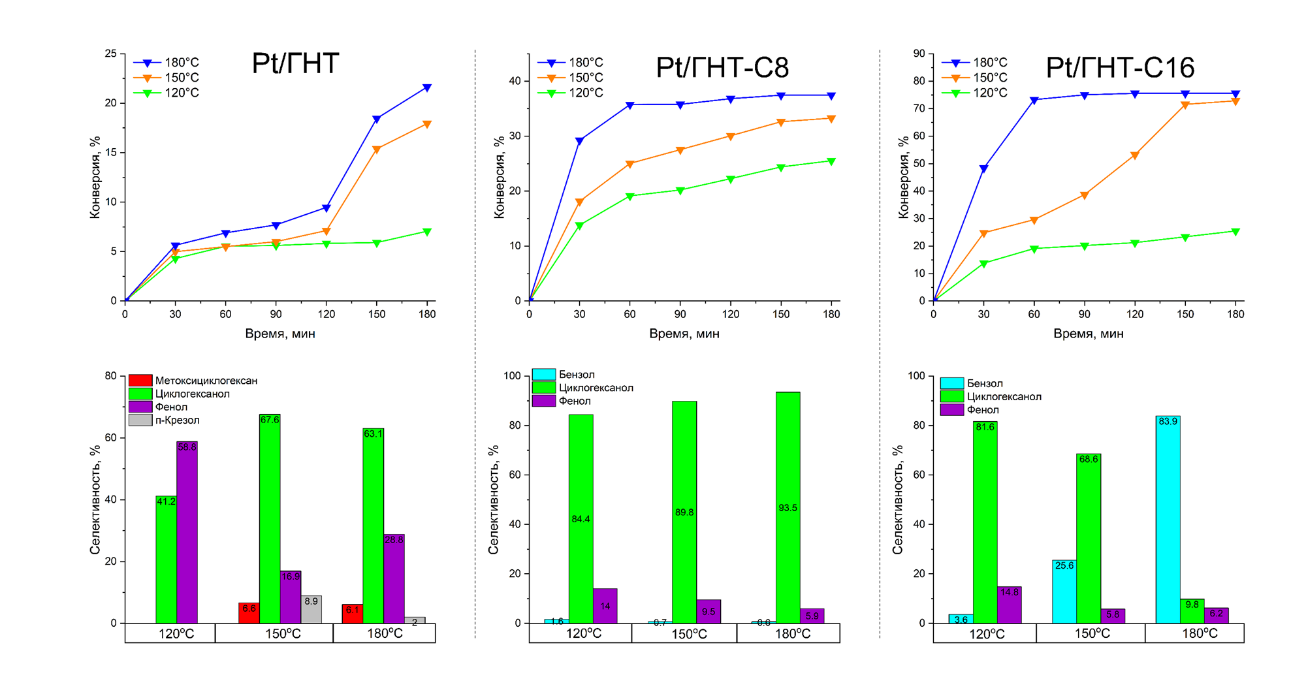 Pt/ГНТ
180°C
150°C
120°C
Конверсия, %
25
20
15
10
5
0
0 30 60 90 120 150 180
Время, мин
Pt/ГНТ-С8
180°C
150°C
120°C
Конверсия, %
40
30
20
10
0
0 30 60 90 120 150 180
Время, мин
Pt/ГНТ-С16
180°C
150°C
120°C
Конверсия, %
90
80
70
60
50
40
30
20
10
0
0 30 60 90 120 150 180
Время, мин
Метоксициклогексан
Циклогексанол
Фенол
п-Крезол
Селективность, %
80
60
40
20
0
41.2 58.8
6.6 67.6 16.9 8.9
6.1 63.1 28.8 2
120°C 150°C 180°C
Бензол
Циклогексанол
Фенол
Селективность, %
100
80
60
40
20
0
1.6 84.4 14
0.7 89.8 9.5
93.5 5.9
120°C 150°C 180°C
Бензол
Циклогексанол
Фенол
Селективность, %
100
80
60
40
20
0
3.6 81.6 14.8
25.6 68.6 5.8
83.9 9.8 6.2
120°C 150°C 180°C